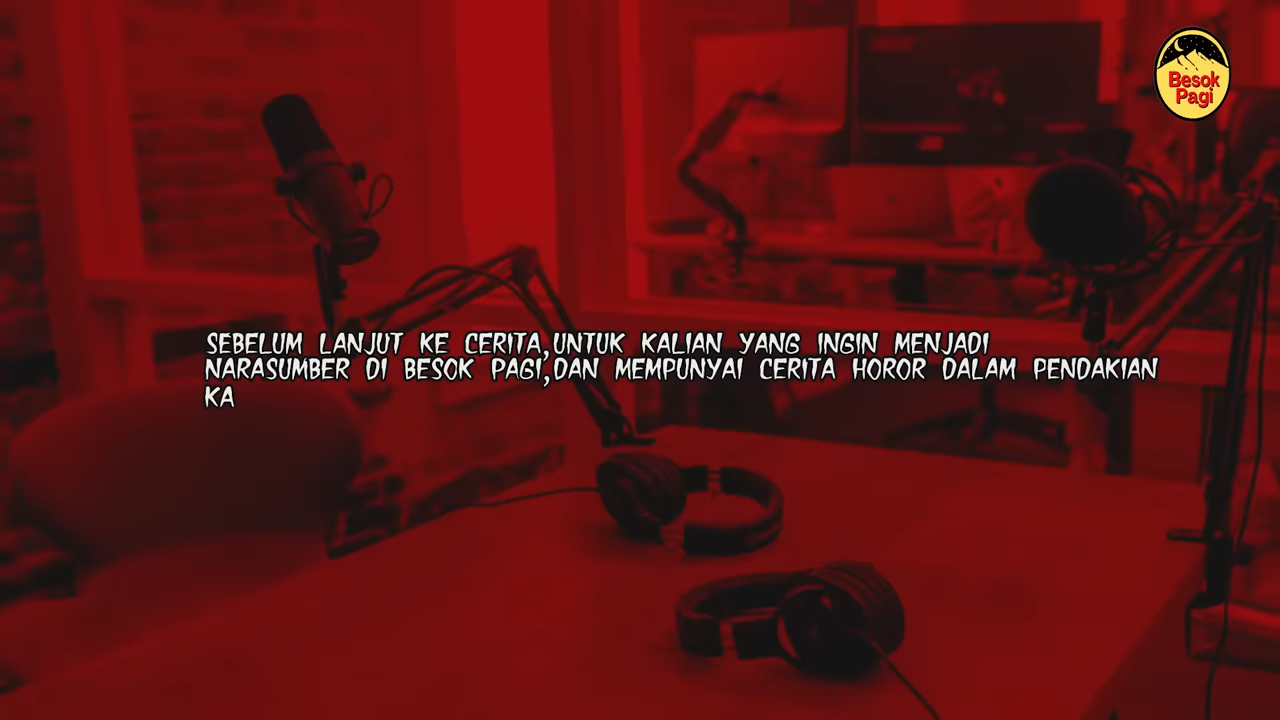 Besok
Pagi
SEBELUM LANJUT KE CERITA,UNTUK KALIAN YANG INGIN MENJADI
NARASUMBER DI BESOK PAGI,DAN MEMPUNYAI CERITA HOROR DALAM PENDAKIAN
KA